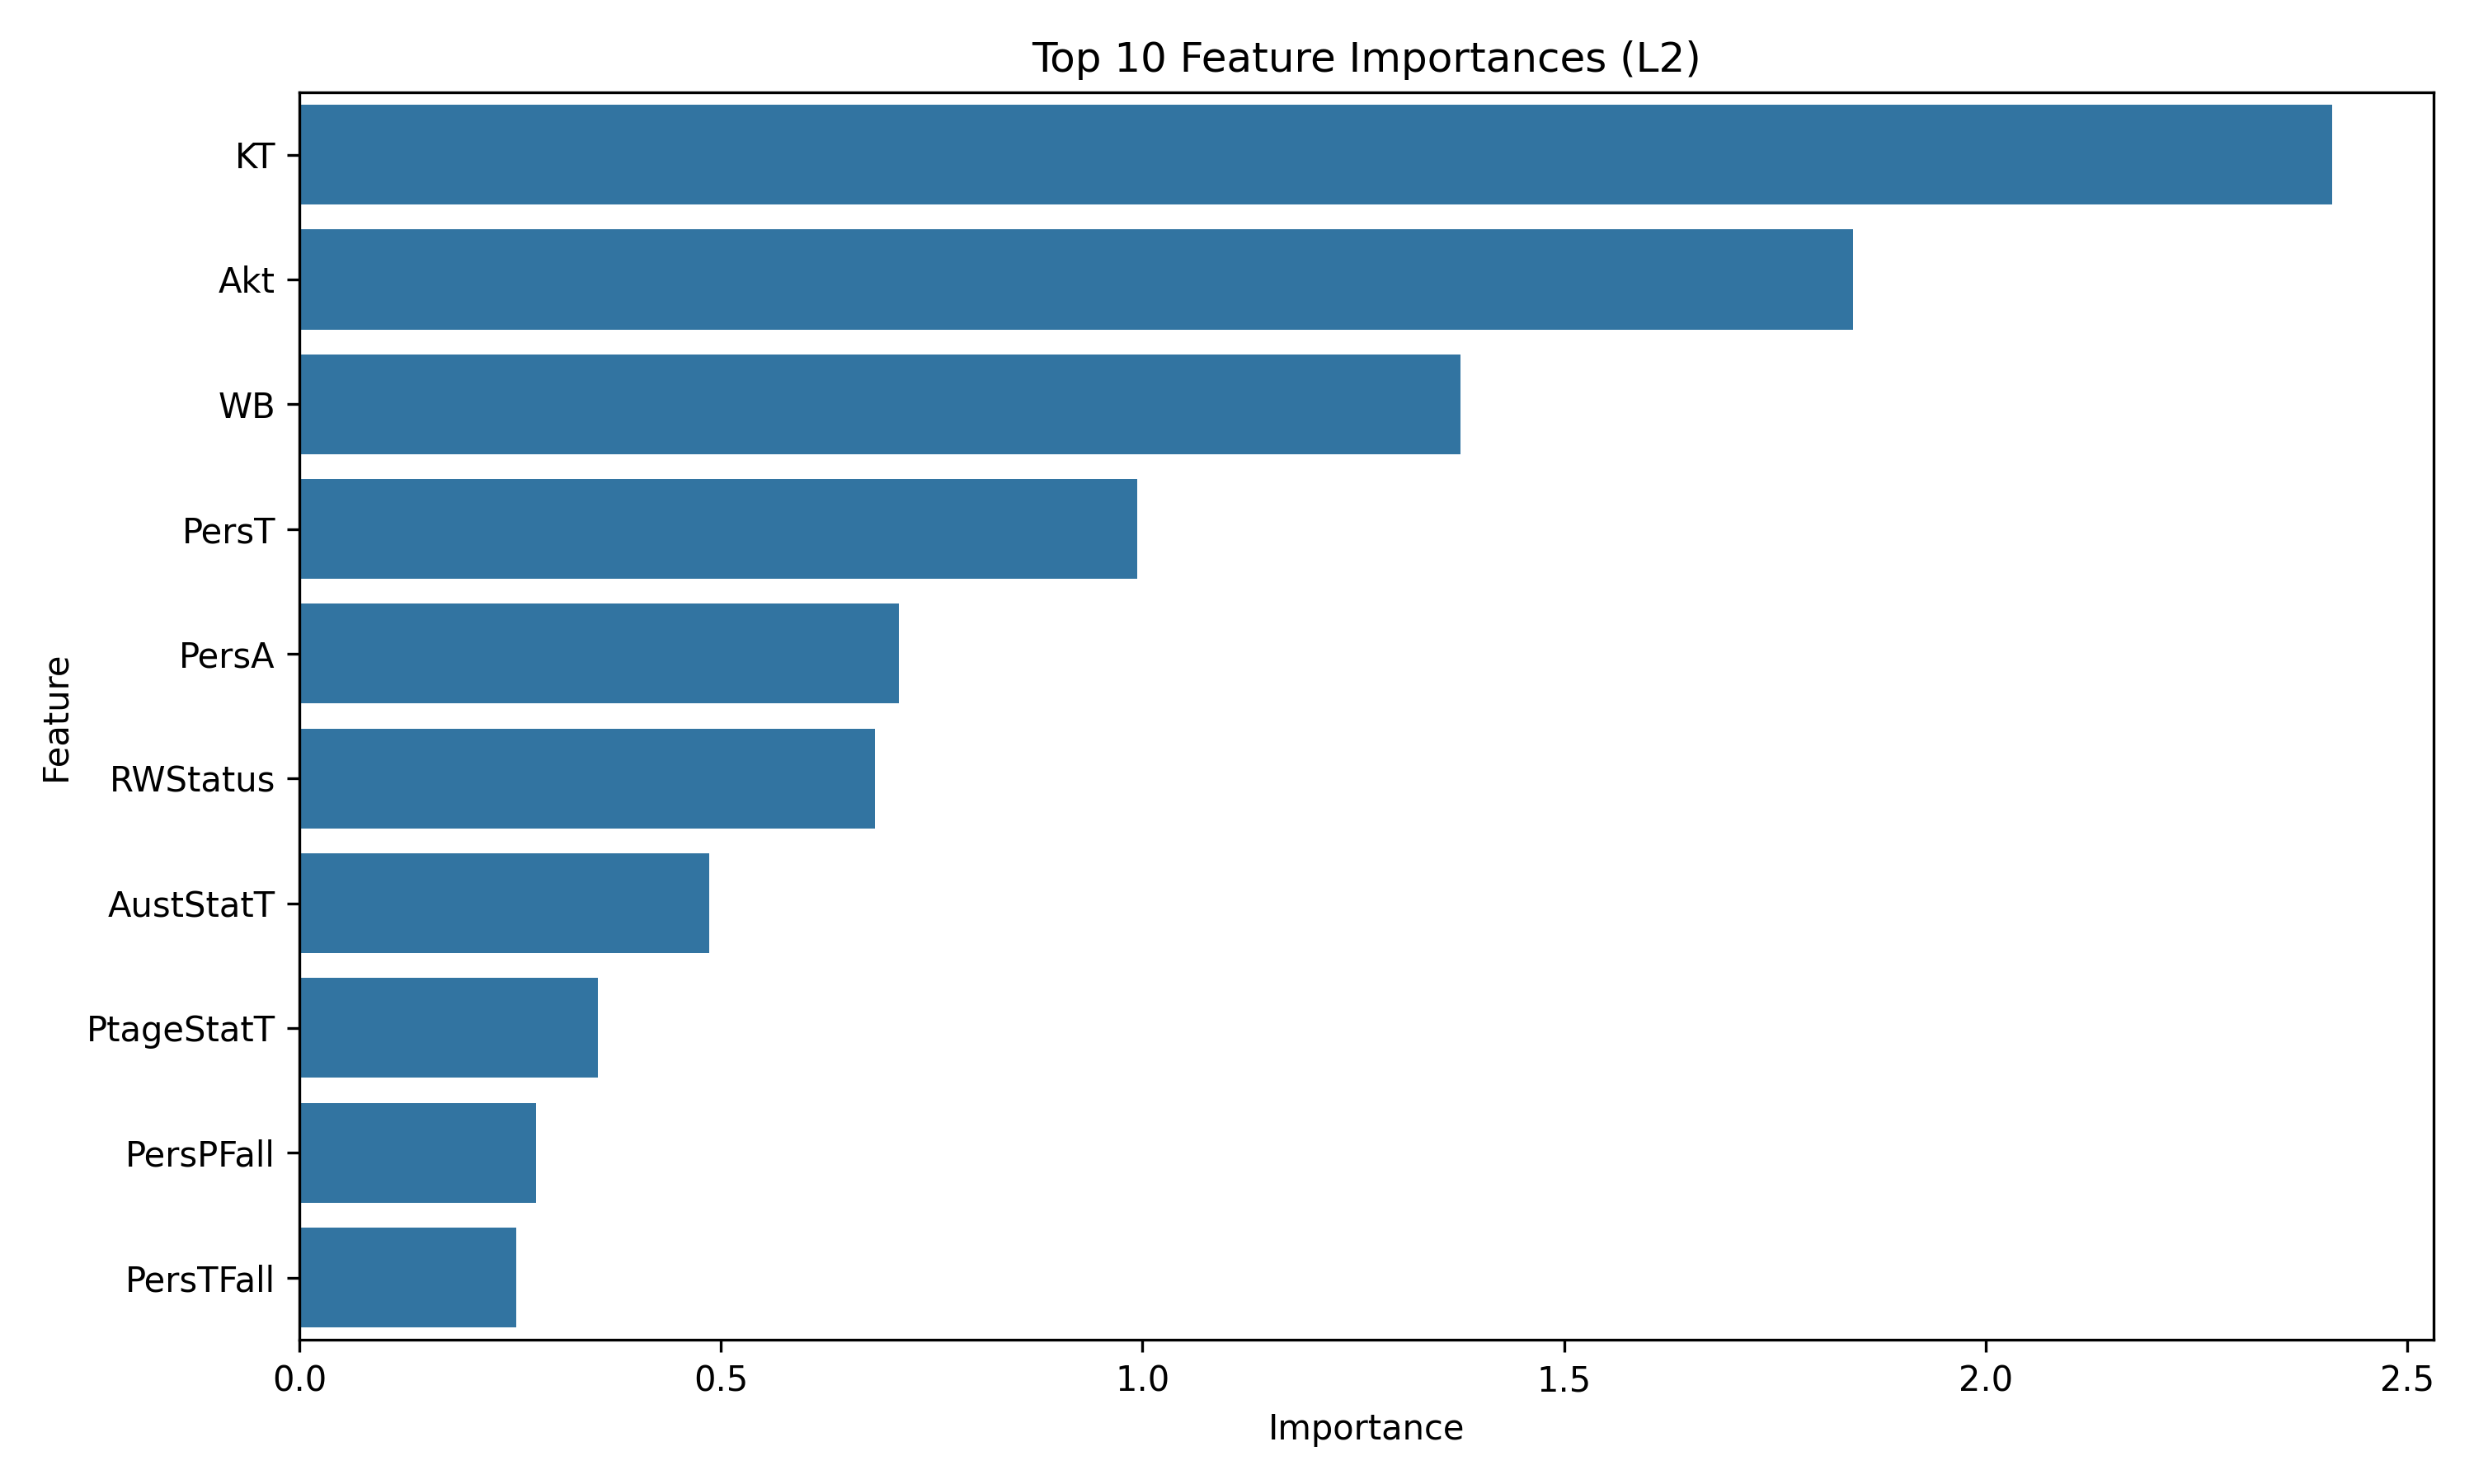 Top 10 Feature Importances (L2)
KT
Akt
WB
PersT
PersA
RWStatus
AustStatT
PtageStatT
PersPFall
PersTFall
Feature
0.0 0.5 1.0 1.5 2.0 2.5
Importance